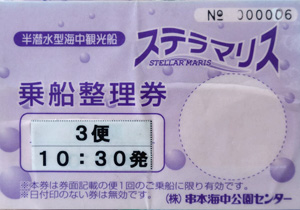 № 000006
半潜水型海中観光船
ステラマリス
STELLAR MARIS
乗船整理券
3便
10:30発
※本券は券面記載の便1回のご乗船に限り有効です。
※日付印のない券は無効です。
㈱串本海中公園センター